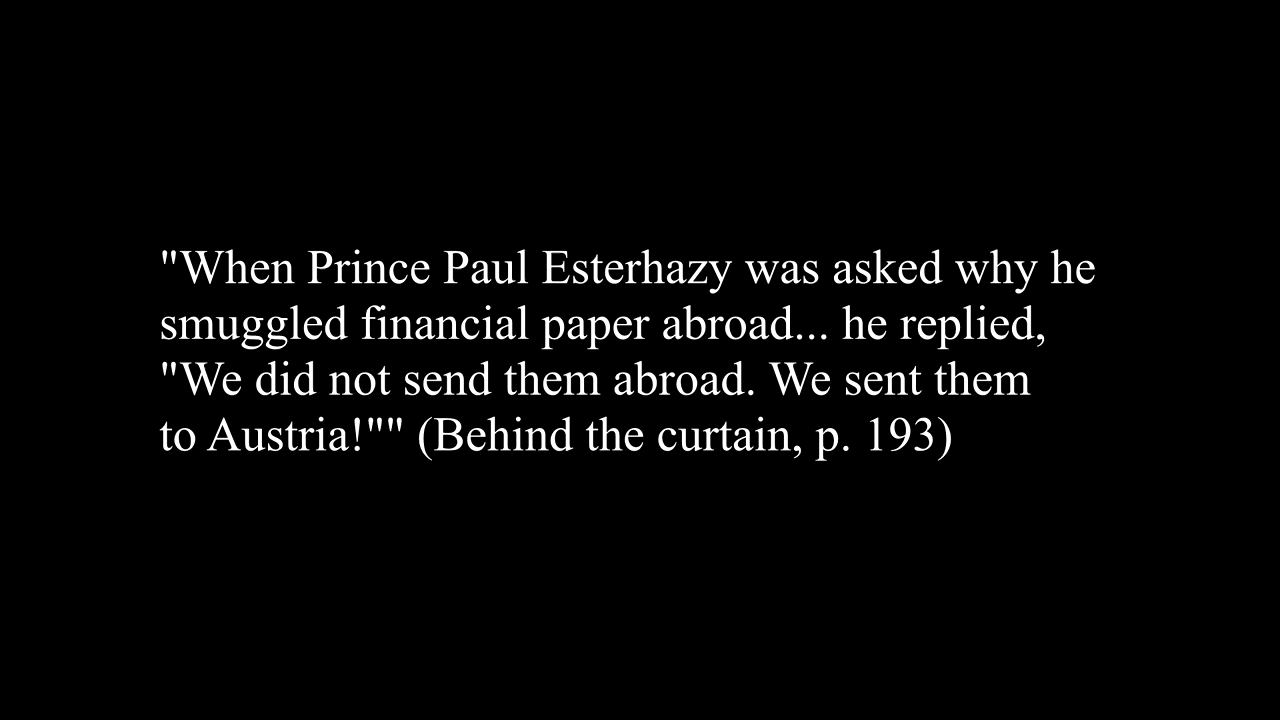 "When Prince Paul Esterhazy was asked why he
smuggled financial paper abroad... he replied,
"We did not send them abroad. We sent them
to Austria!"" (Behind the curtain, p. 193)